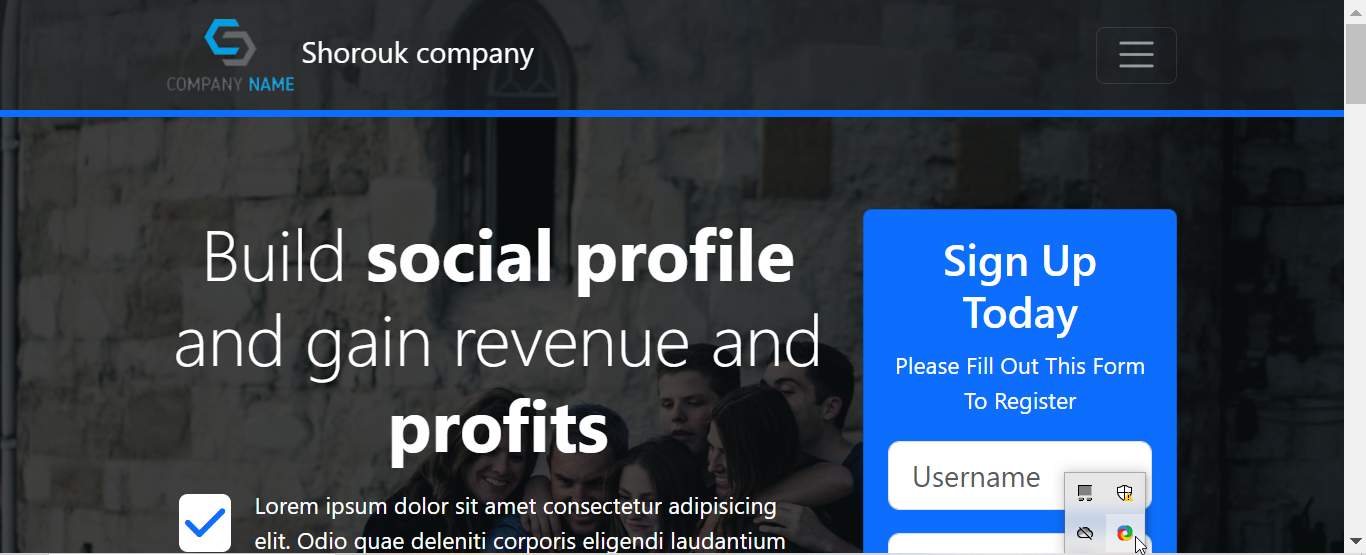 COMPANY NAME
Shorouk company
Build social profile
and gain revenue and
profits
Lorem ipsum dolor sit amet consectetur adipisicing
elit. Odio quae deleniti corporis eligendi laudantium
Sign Up
Today
Please Fill Out This Form
To Register
Username